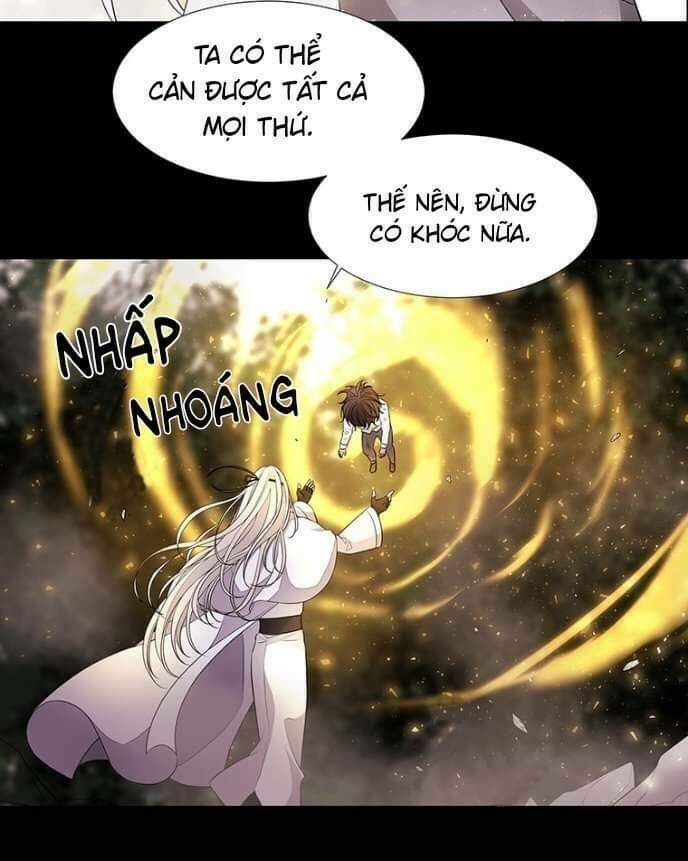 TA CÓ THỂ
CẢN ĐƯỢC TẤT CẢ
MỌI THỨ.
THẾ NÊN, ĐỪNG
CÓ KHÓC NỮA.
NHẤP
NHOÁNG